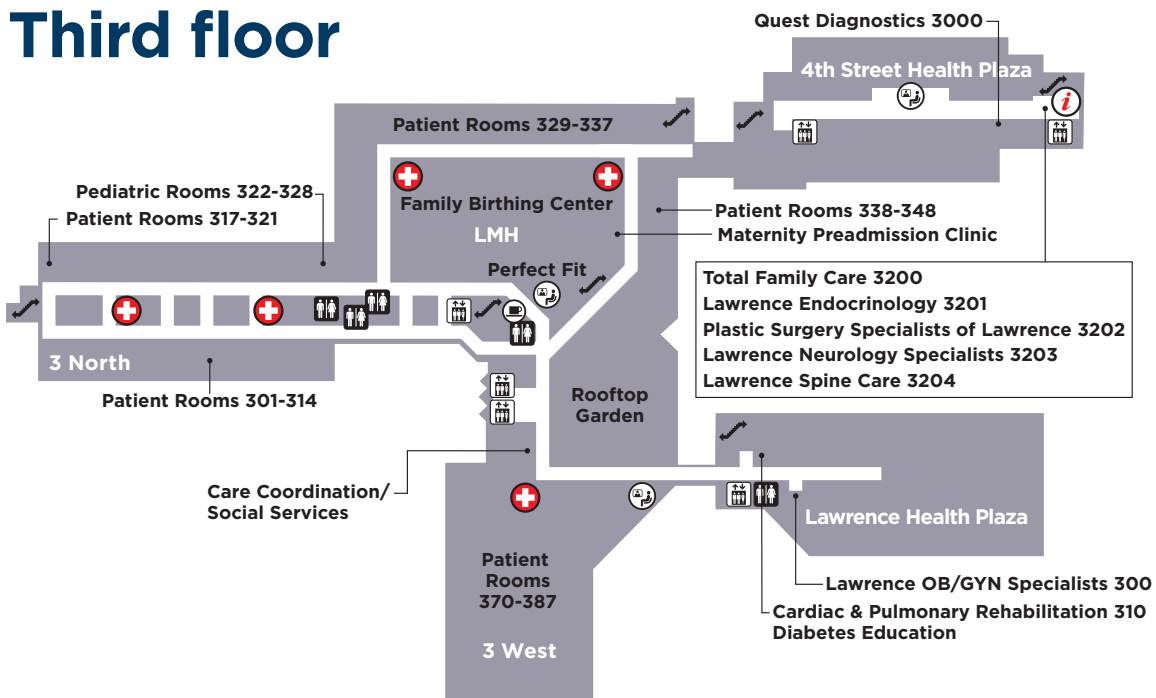 Third floor
Quest Diagnostics 3000
4th Street Health Plaza
i
Patient Rooms 329-337
Pediatric Rooms 322-328
Patient Rooms 317-321
Family Birthing Center
LMH
Patient Rooms 338-348
Maternity Preadmission Clinic
Perfect Fit
Total Family Care 3200
Lawrence Endocrinology 3201
Plastic Surgery Specialists of Lawrence 3202
Lawrence Neurology Specialists 3203
Lawrence Spine Care 3204
3 North
Patient Rooms 301-314
Rooftop
Garden
Care Coordination/
Social Services
Lawrence Health Plaza
Patient
Rooms
370-387
Lawrence OB/GYN Specialists 300
Cardiac & Pulmonary Rehabilitation 310
Diabetes Education
3 West